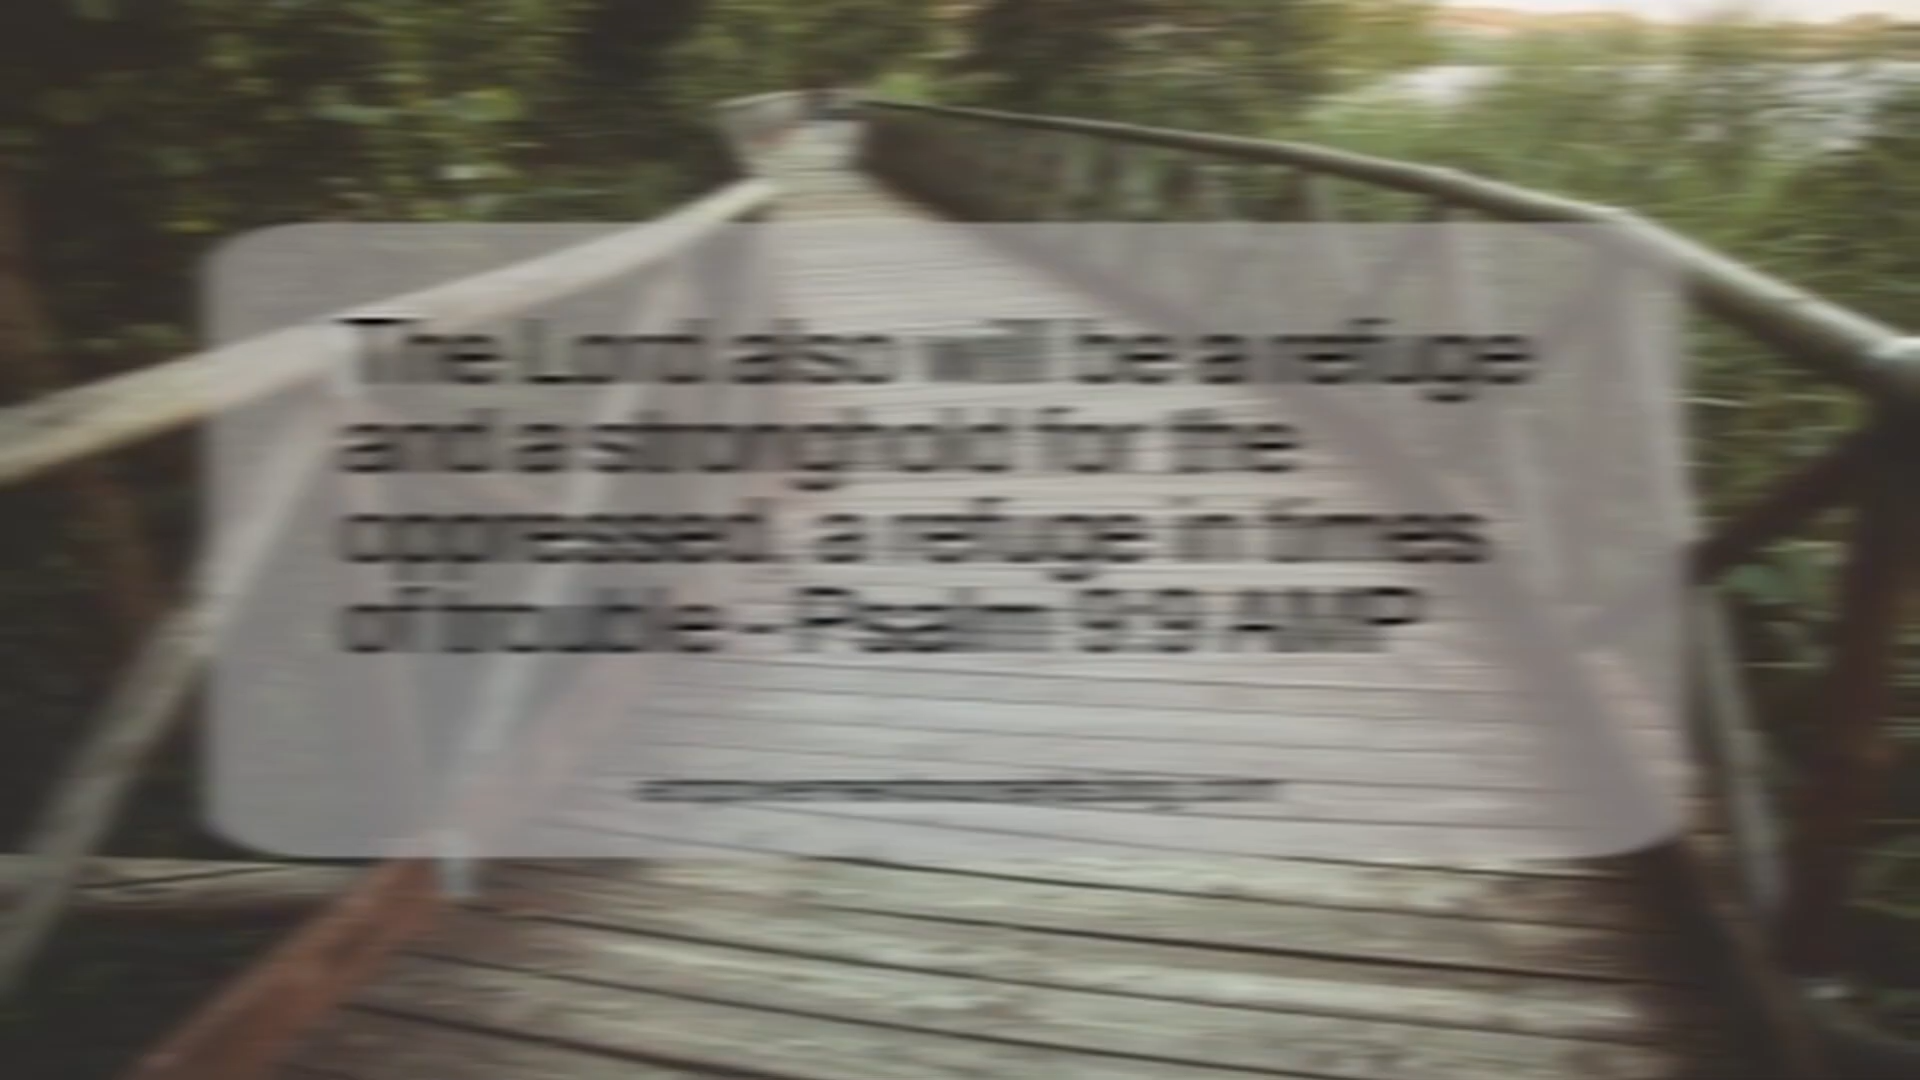 The Lord also will be a refuge
and a stronghold for the
oppressed, a refuge in times
of trouble - Psalm 9:9 AMP